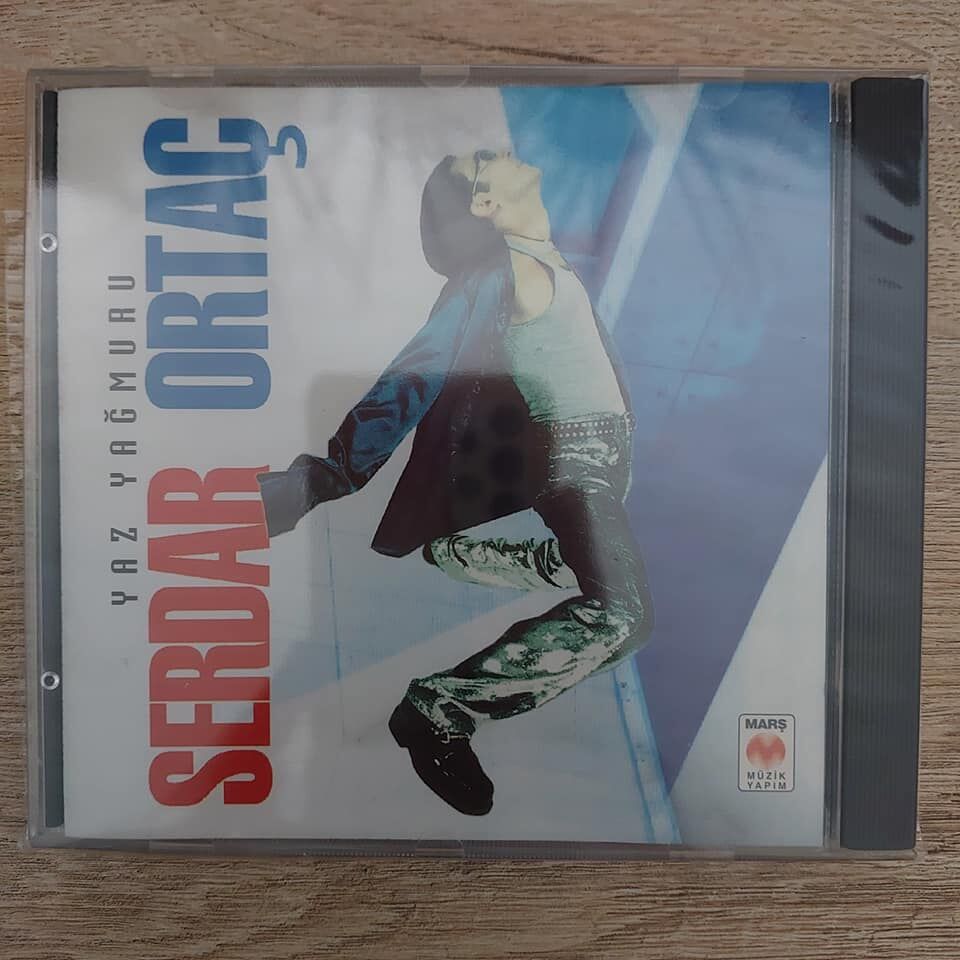 YAZ YAĞMURU
SERDAR ORTAÇ
MARŞ
MÜZİK
YAPIM